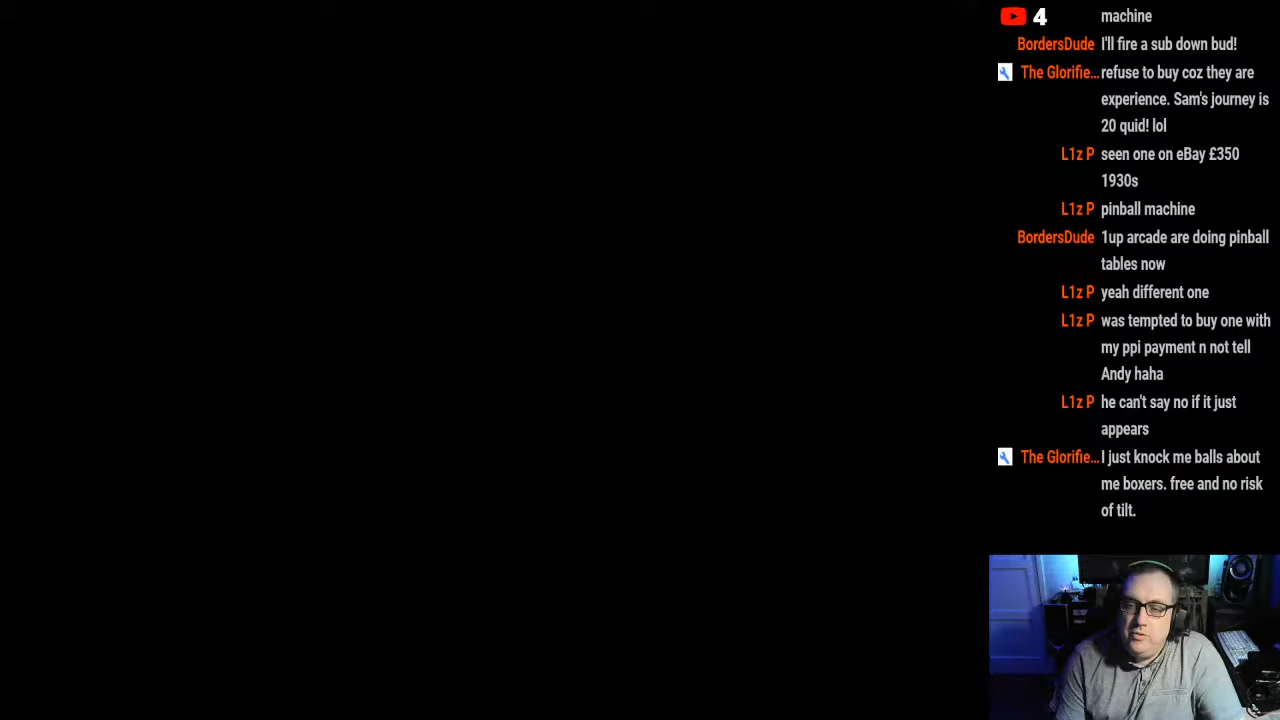 4 machine
BordersDude I'll fire a sub down bud!
The Glorifie... refuse to buy coz they are
experience. Sam's journey is
20 quid! lol
L1z P seen one on eBay £350
1930s
L1z P pinball machine
BordersDude 1up arcade are doing pinball
tables now
L1z P yeah different one
L1z P was tempted to buy one with
my ppi payment n not tell
Andy haha
L1z P he can't say no if it just
appears
The Glorifie... I just knock me balls about
me boxers. free and no risk
of tilt.